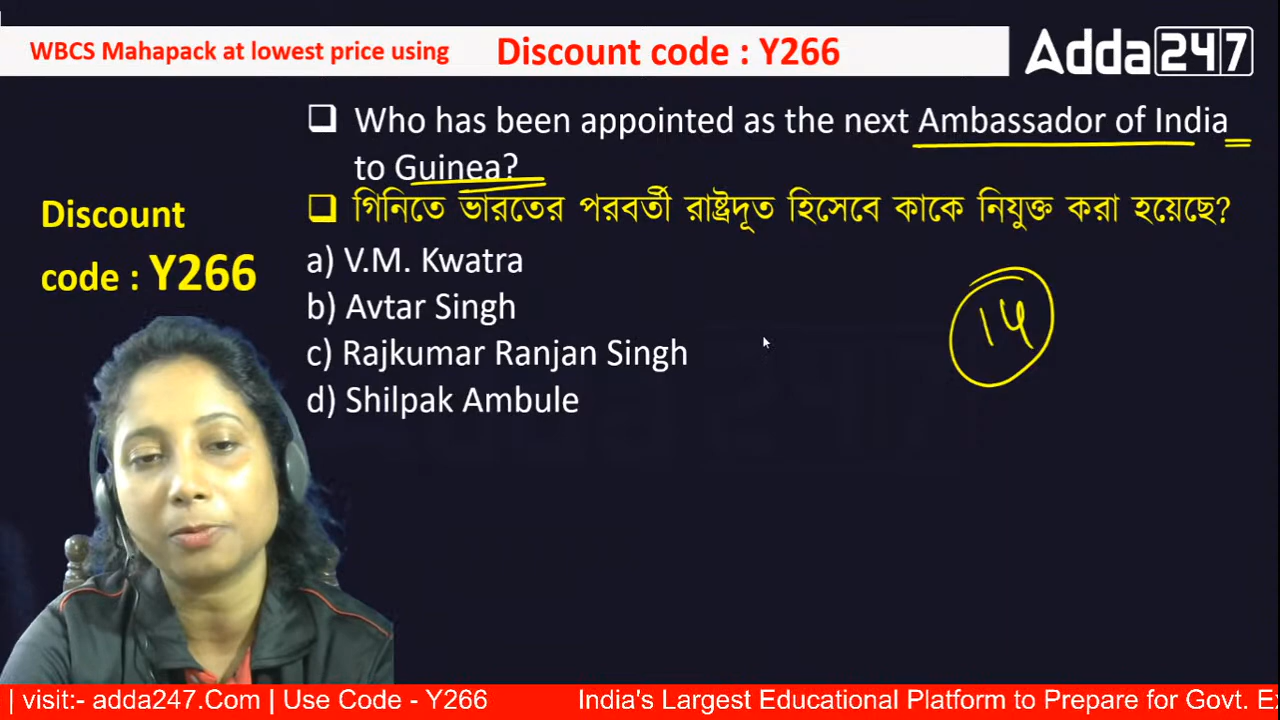 WBCS Mahapack at lowest price using Discount code : Y266 Adda247
Who has been appointed as the next Ambassador of India
to Guinea?
গিনিতে ভারতের পরবর্তী রাষ্ট্রদূত হিসেবে কাকে নিযুক্ত করা হয়েছে?
Discount
code : Y266
a) V.M. Kwatra
b) Avtar Singh
c) Rajkumar Ranjan Singh
d) Shilpak Ambule
14
| visit:- adda247.Com | Use Code - Y266 India's Largest Educational Platform to Prepare for Govt.